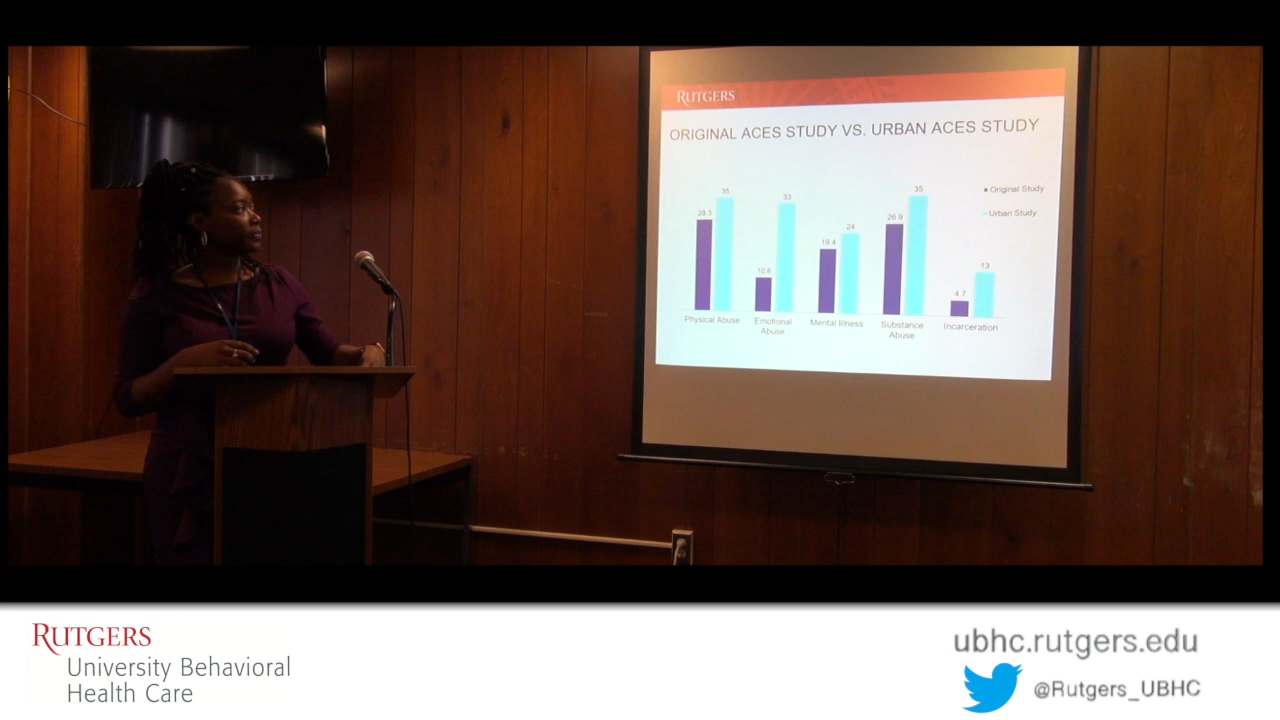 RUTGERS
ORIGINAL ACES STUDY VS. URBAN ACES STUDY
Original Study
Urban Study
28.3
35
10.6
33
19.4
24
26.9
35
4.7
13
Physical Abuse
Emotional
Abuse
Mental Illness
Substance
Abuse
Incarceration
RUTGERS
University Behavioral
Health Care
ubhc.rutgers.edu
@Rutgers_UBHC